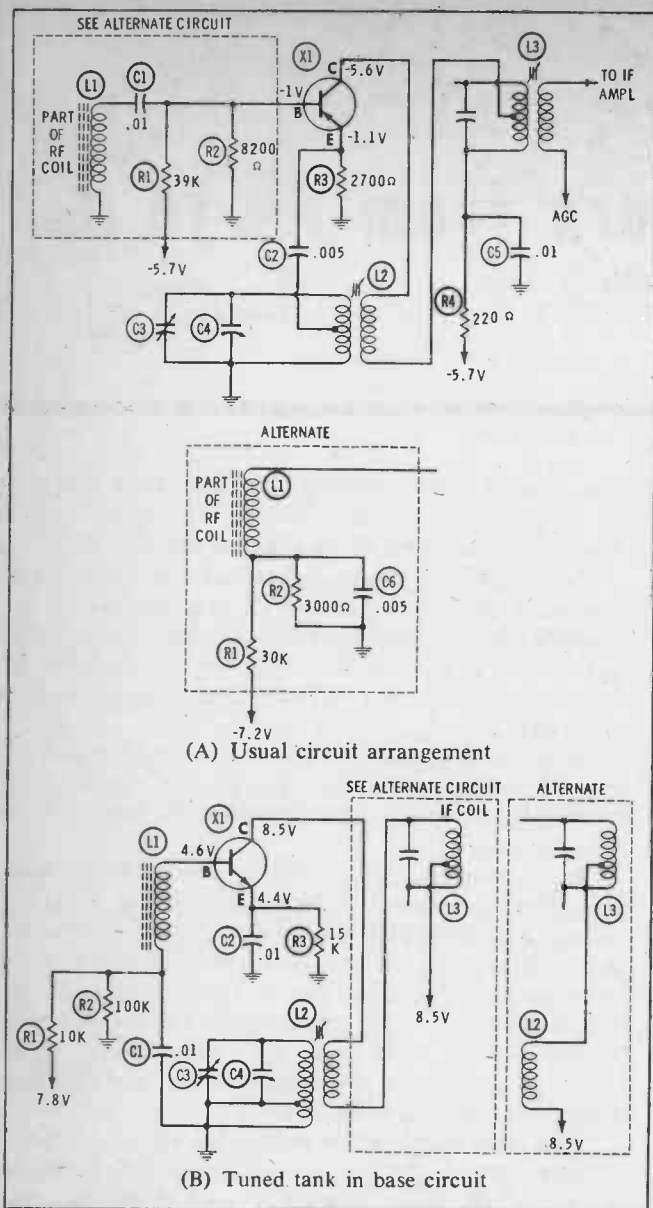 SEE ALTERNATE CIRCUIT
X1
C
-5.6V
L3
TO IF
AMPL
L1
C1
.01
-1V
B
PART
OF
RF
COIL
R2
8200
Ω
E
-1.1V
R1
39K
R3
2700Ω
AGC
-5.7V
C2
.005
L2
C5
.01
C3
C4
R4
220 Ω
-5.7V
ALTERNATE
PART
OF
RF
COIL
L1
R2
3000Ω
C6
.005
R1
30K
-7.2V
(A) Usual circuit arrangement
SEE ALTERNATE CIRCUIT
ALTERNATE
X1
C
8.5V
IF COIL
L1
4.6V
B
E
4.4V
L3
L3
C2
.01
R3
15
K
R2
100K
L2
8.5V
L2
R1
10K
C1
.01
C3
C4
7.8V
8.5V
(B) Tuned tank in base circuit